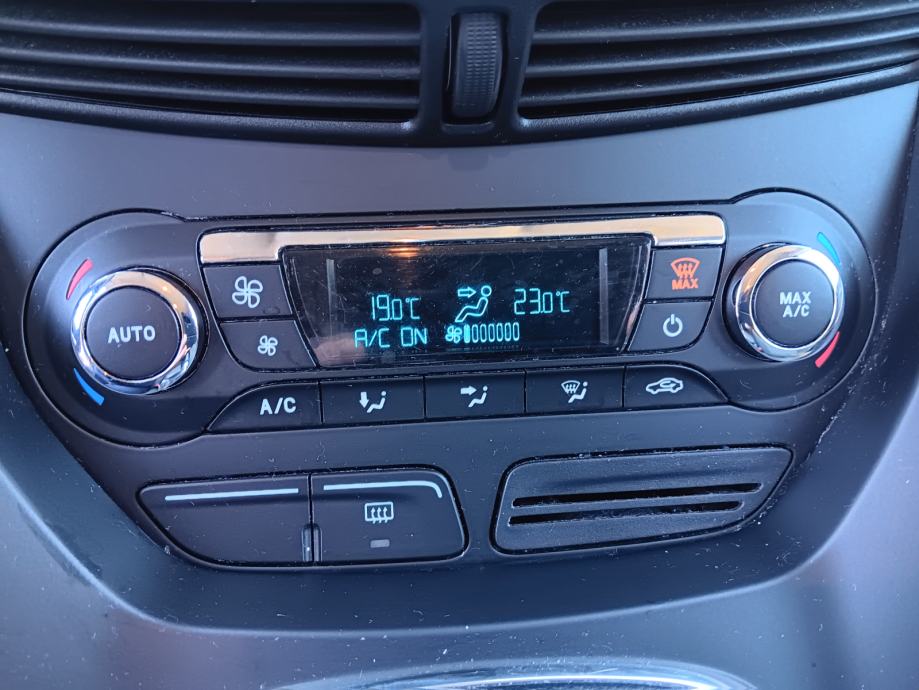 19.0°C 23.0°C
A/C ON
MAX
AUTO
MAX
A/C
A/C